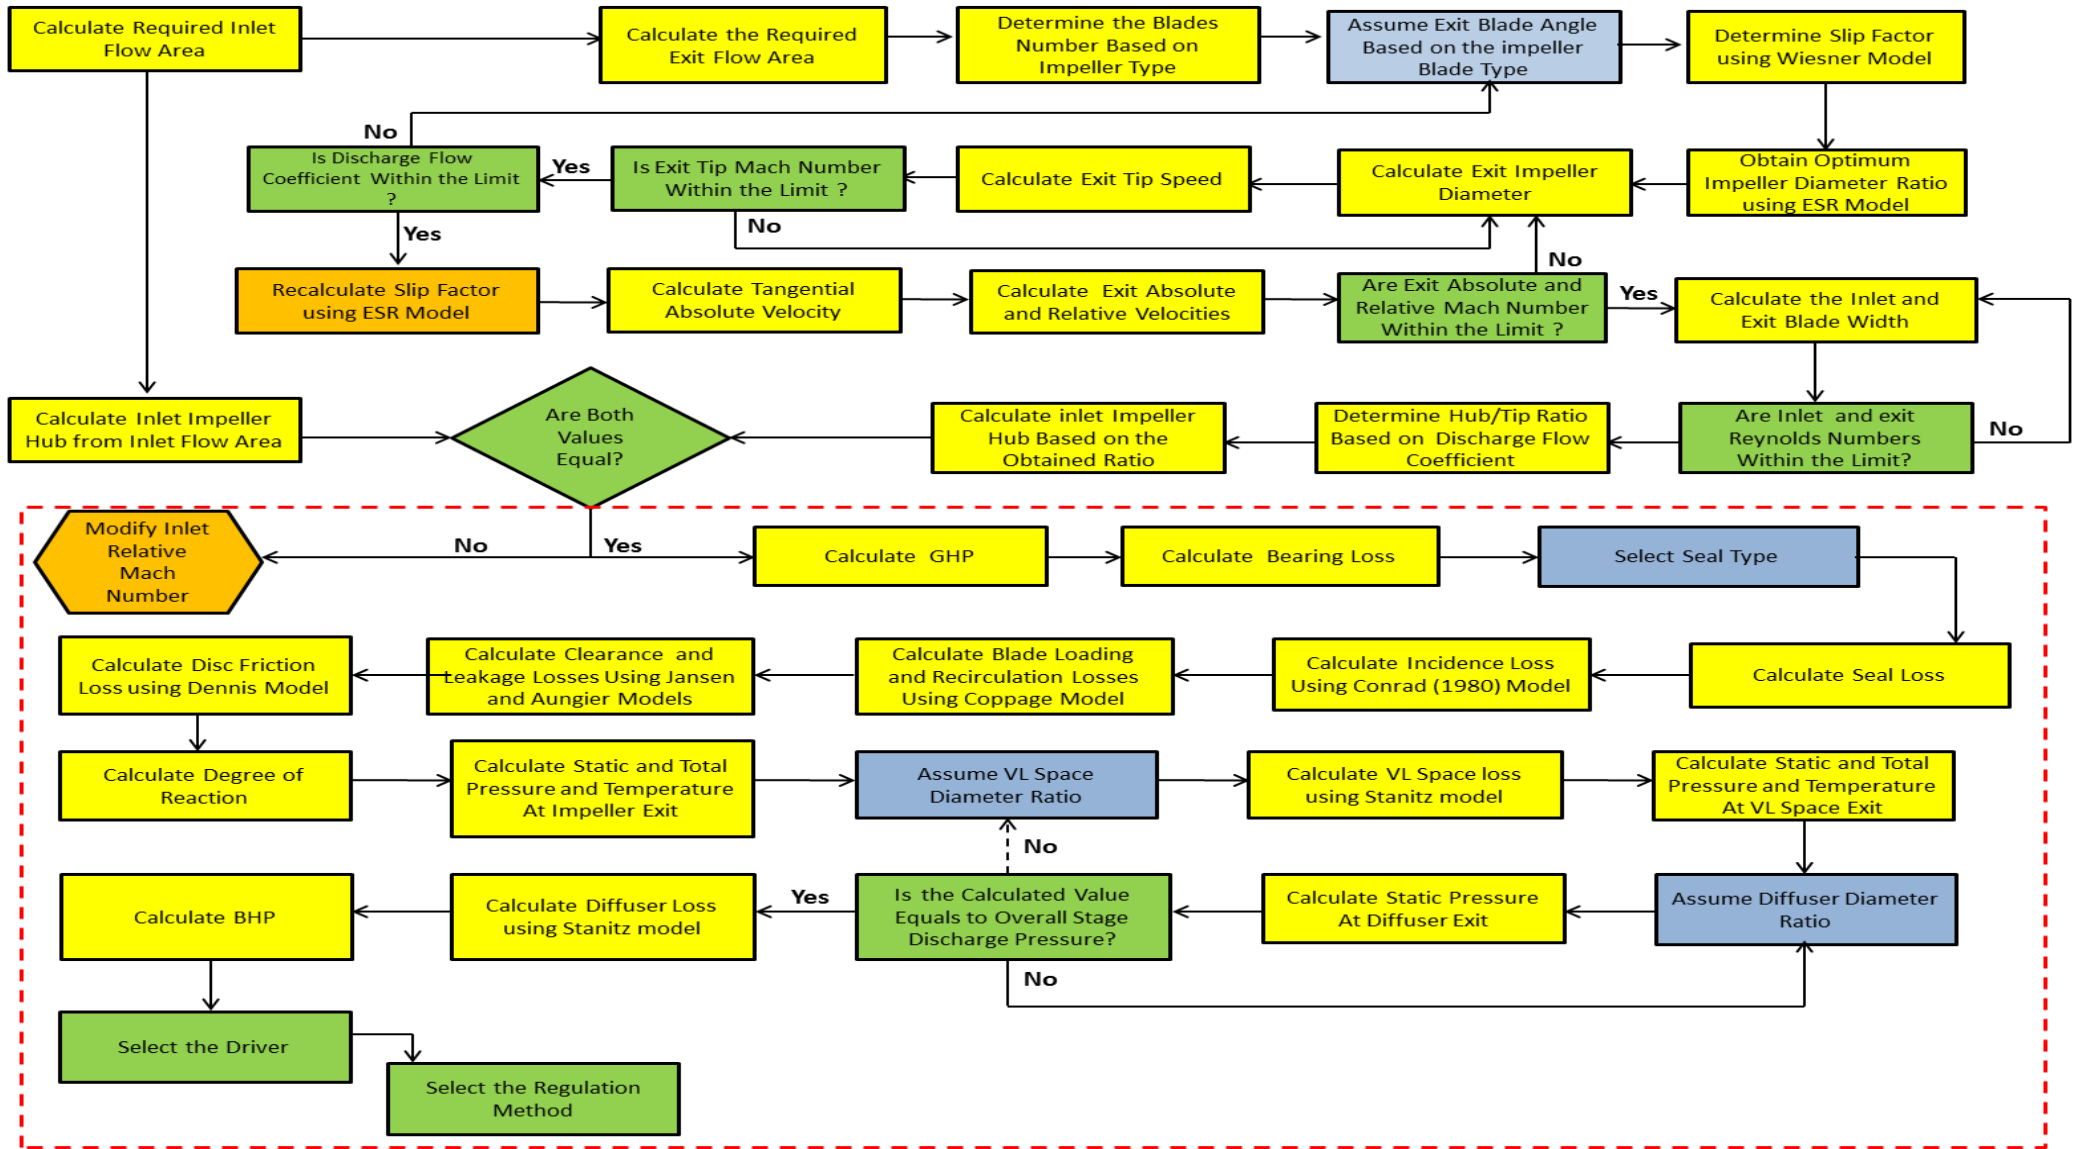 Calculate Required Inlet
Flow Area
Calculate the Required
Exit Flow Area
Determine the Blades
Number Based on
Impeller Type
Assume Exit Blade Angle
Based on the impeller
Blade Type
Determine Slip Factor
using Wiesner Model
No
Is Discharge Flow
Coefficient Within the Limit
?
Yes
Is Exit Tip Mach Number
Within the Limit ?
Calculate Exit Tip Speed
Calculate Exit Impeller
Diameter
Obtain Optimum
Impeller Diameter Ratio
using ESR Model
Yes
No
No
Recalculate Slip Factor
using ESR Model
Calculate Tangential
Absolute Velocity
Calculate Exit Absolute
and Relative Velocities
Are Exit Absolute and
Relative Mach Number
Within the Limit ?
Yes
Calculate the Inlet and
Exit Blade Width
Calculate Inlet Impeller
Hub from Inlet Flow Area
Are Both
Values
Equal?
Calculate inlet Impeller
Hub Based on the
Obtained Ratio
Determine Hub/Tip Ratio
Based on Discharge Flow
Coefficient
Are Inlet and exit
Reynolds Numbers
Within the Limit?
No
Modify Inlet
Relative
Mach
Number
No
Yes
Calculate GHP
Calculate Bearing Loss
Select Seal Type
Calculate Disc Friction
Loss using Dennis Model
Calculate Clearance and
Leakage Losses Using Jansen
and Aungier Models
Calculate Blade Loading
and Recirculation Losses
Using Coppage Model
Calculate Incidence Loss
Using Conrad (1980) Model
Calculate Seal Loss
Calculate Degree of
Reaction
Calculate Static and Total
Pressure and Temperature
At Impeller Exit
Assume VL Space
Diameter Ratio
Calculate VL Space loss
using Stanitz model
Calculate Static and Total
Pressure and Temperature
At VL Space Exit
No
Calculate BHP
Calculate Diffuser Loss
using Stanitz model
Yes
Is the Calculated Value
Equals to Overall Stage
Discharge Pressure?
Calculate Static Pressure
At Diffuser Exit
Assume Diffuser Diameter
Ratio
No
Select the Driver
Select the Regulation
Method